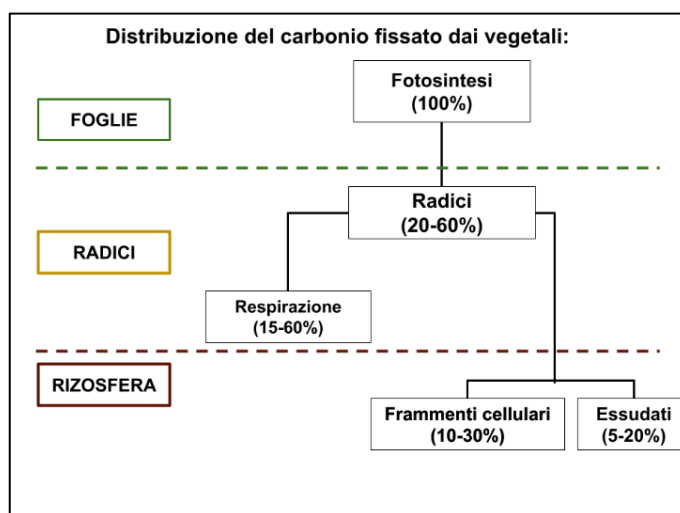 Distribuzione del carbonio fissato dai vegetali:
Fotosintesi
(100%)
FOGLIE
Radici
(20-60%)
RADICI
Respirazione
(15-60%)
RIZOSFERA
Frammenti cellulari
(10-30%)
Essudati
(5-20%)